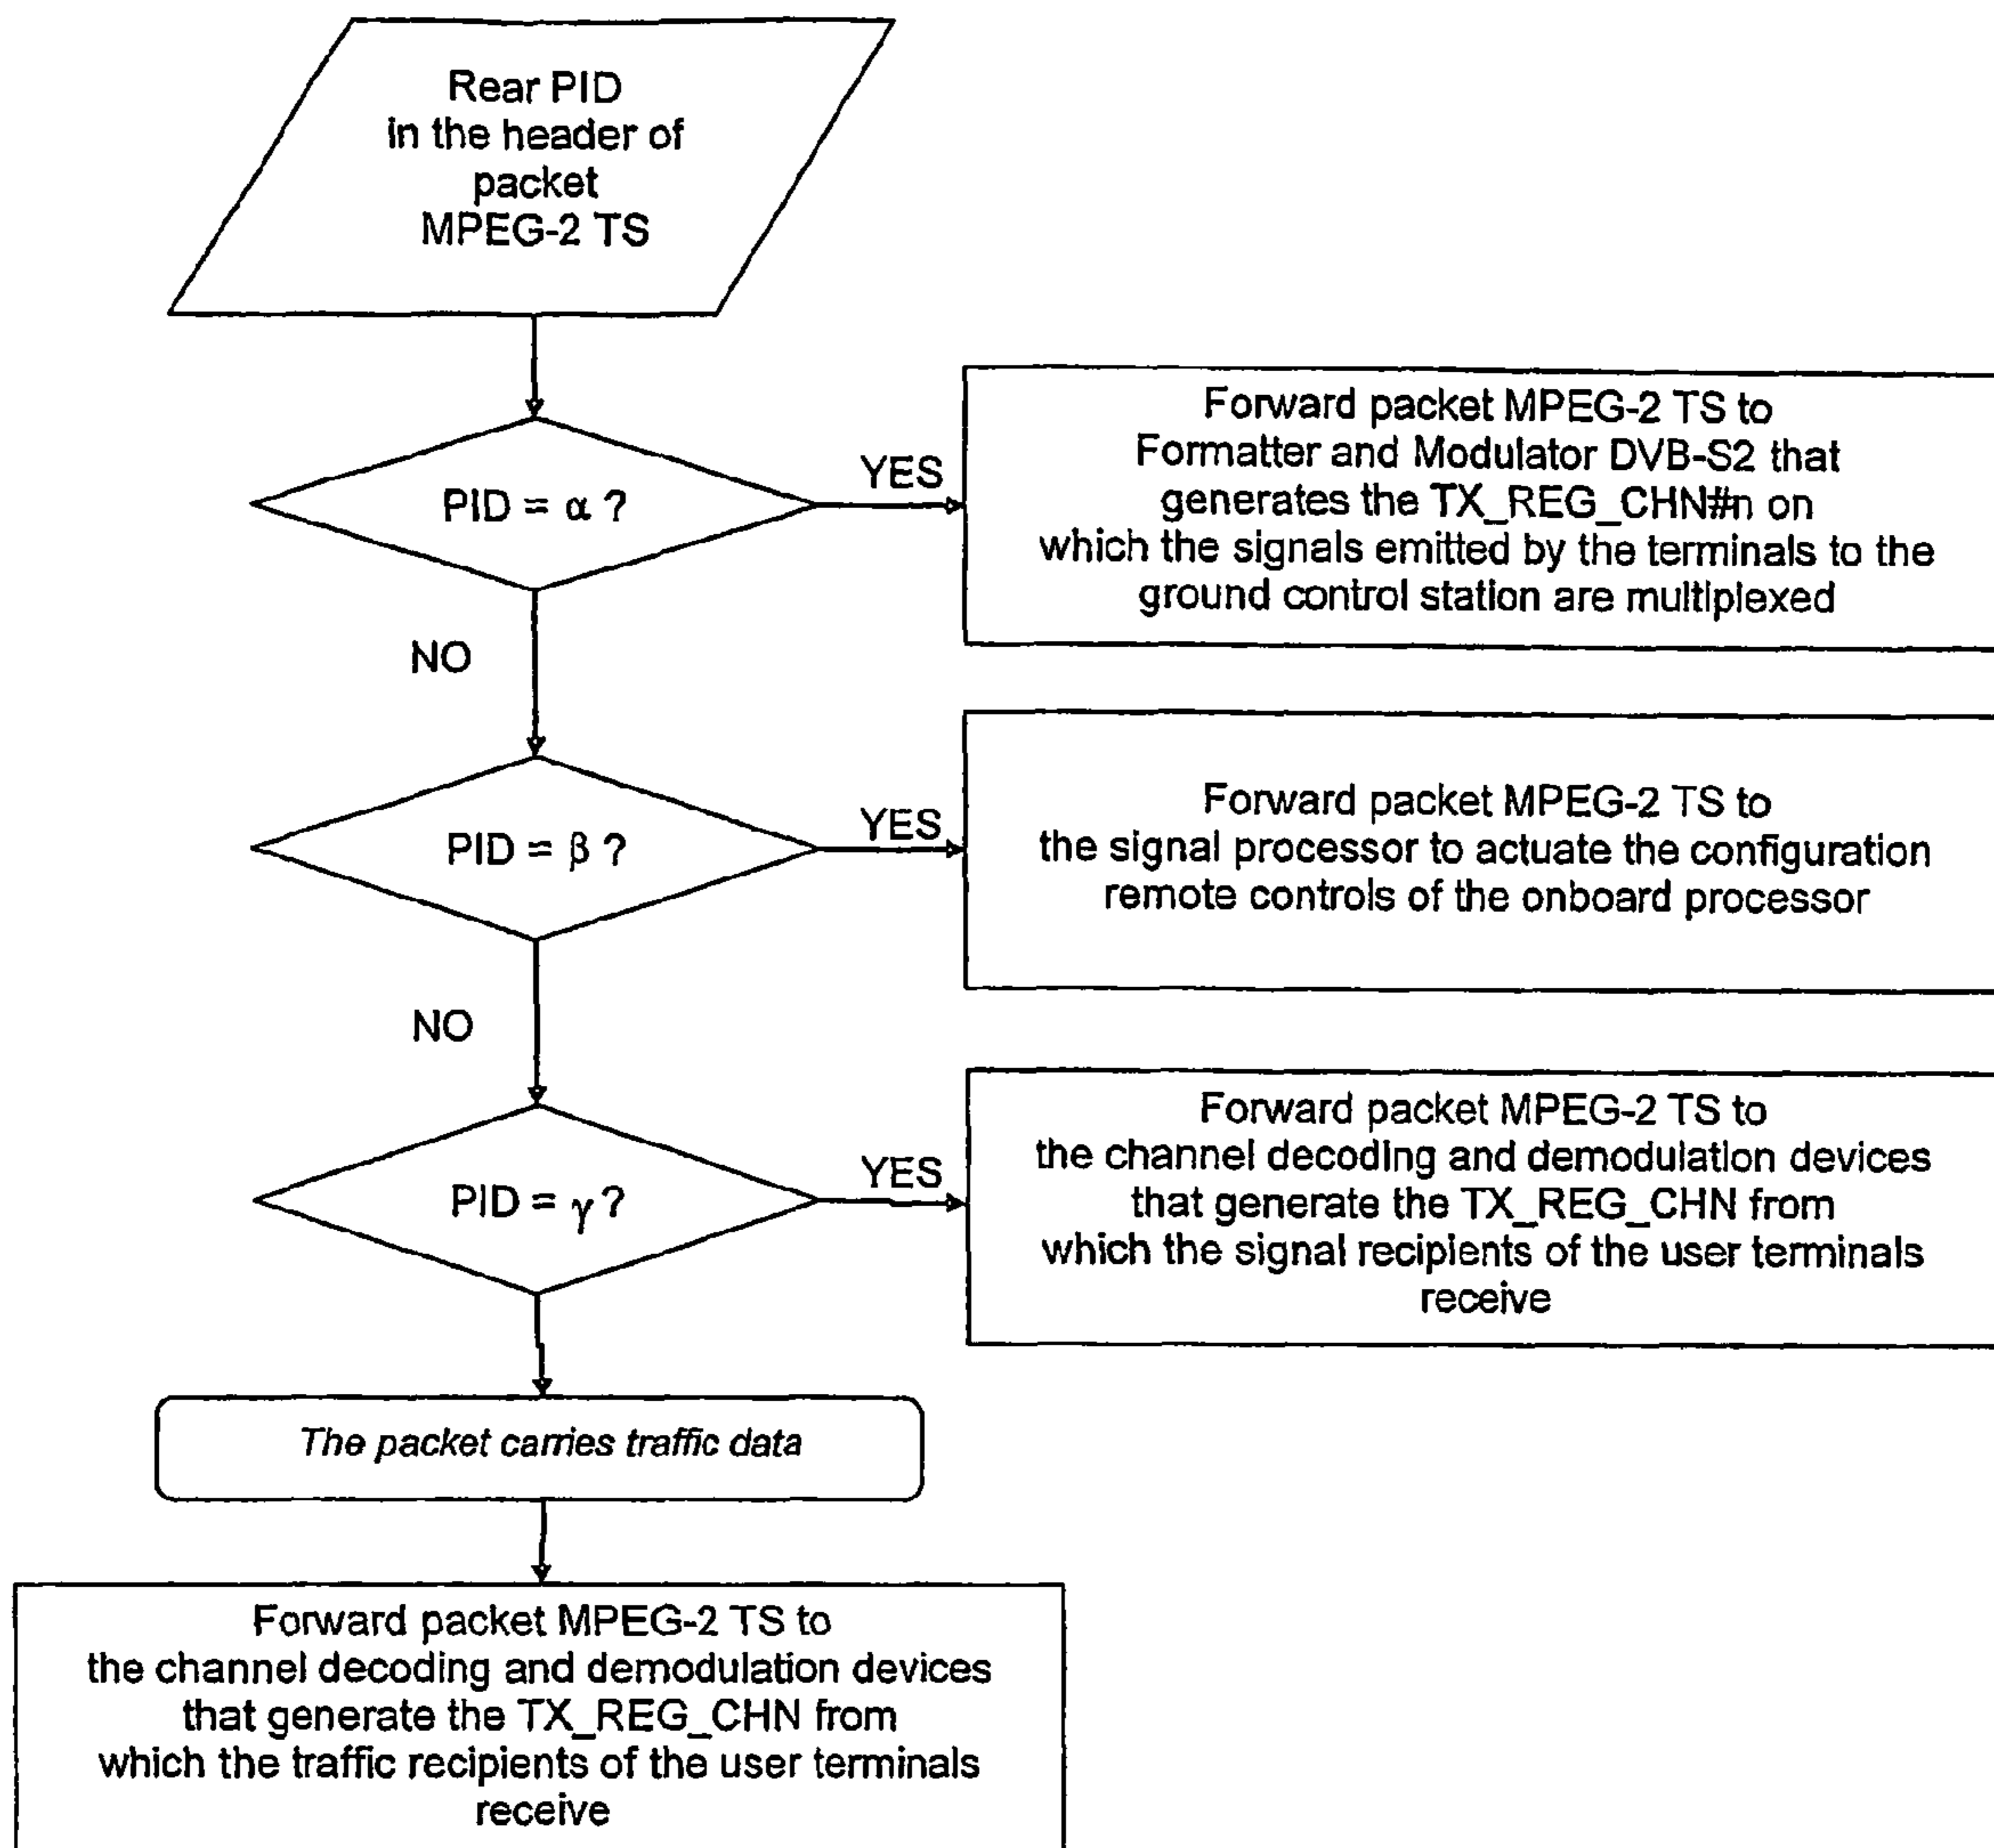 Rear PID
in the header of
packet
MPEG-2 TS
PID = α ?
YES
Forward packet MPEG-2 TS to
Formatter and Modulator DVB-S2 that
generates the TX_REG_CHN#n on
which the signals emitted by the terminals to the
ground control station are multiplexed
NO
PID = β ?
YES
Forward packet MPEG-2 TS to
the signal processor to actuate the configuration
remote controls of the onboard processor
NO
PID = γ ?
YES
Forward packet MPEG-2 TS to
the channel decoding and demodulation devices
that generate the TX_REG_CHN from
which the signal recipients of the user terminals
receive
The packet carries traffic data
Forward packet MPEG-2 TS to
the channel decoding and demodulation devices
that generate the TX_REG_CHN from
which the traffic recipients of the user terminals
receive